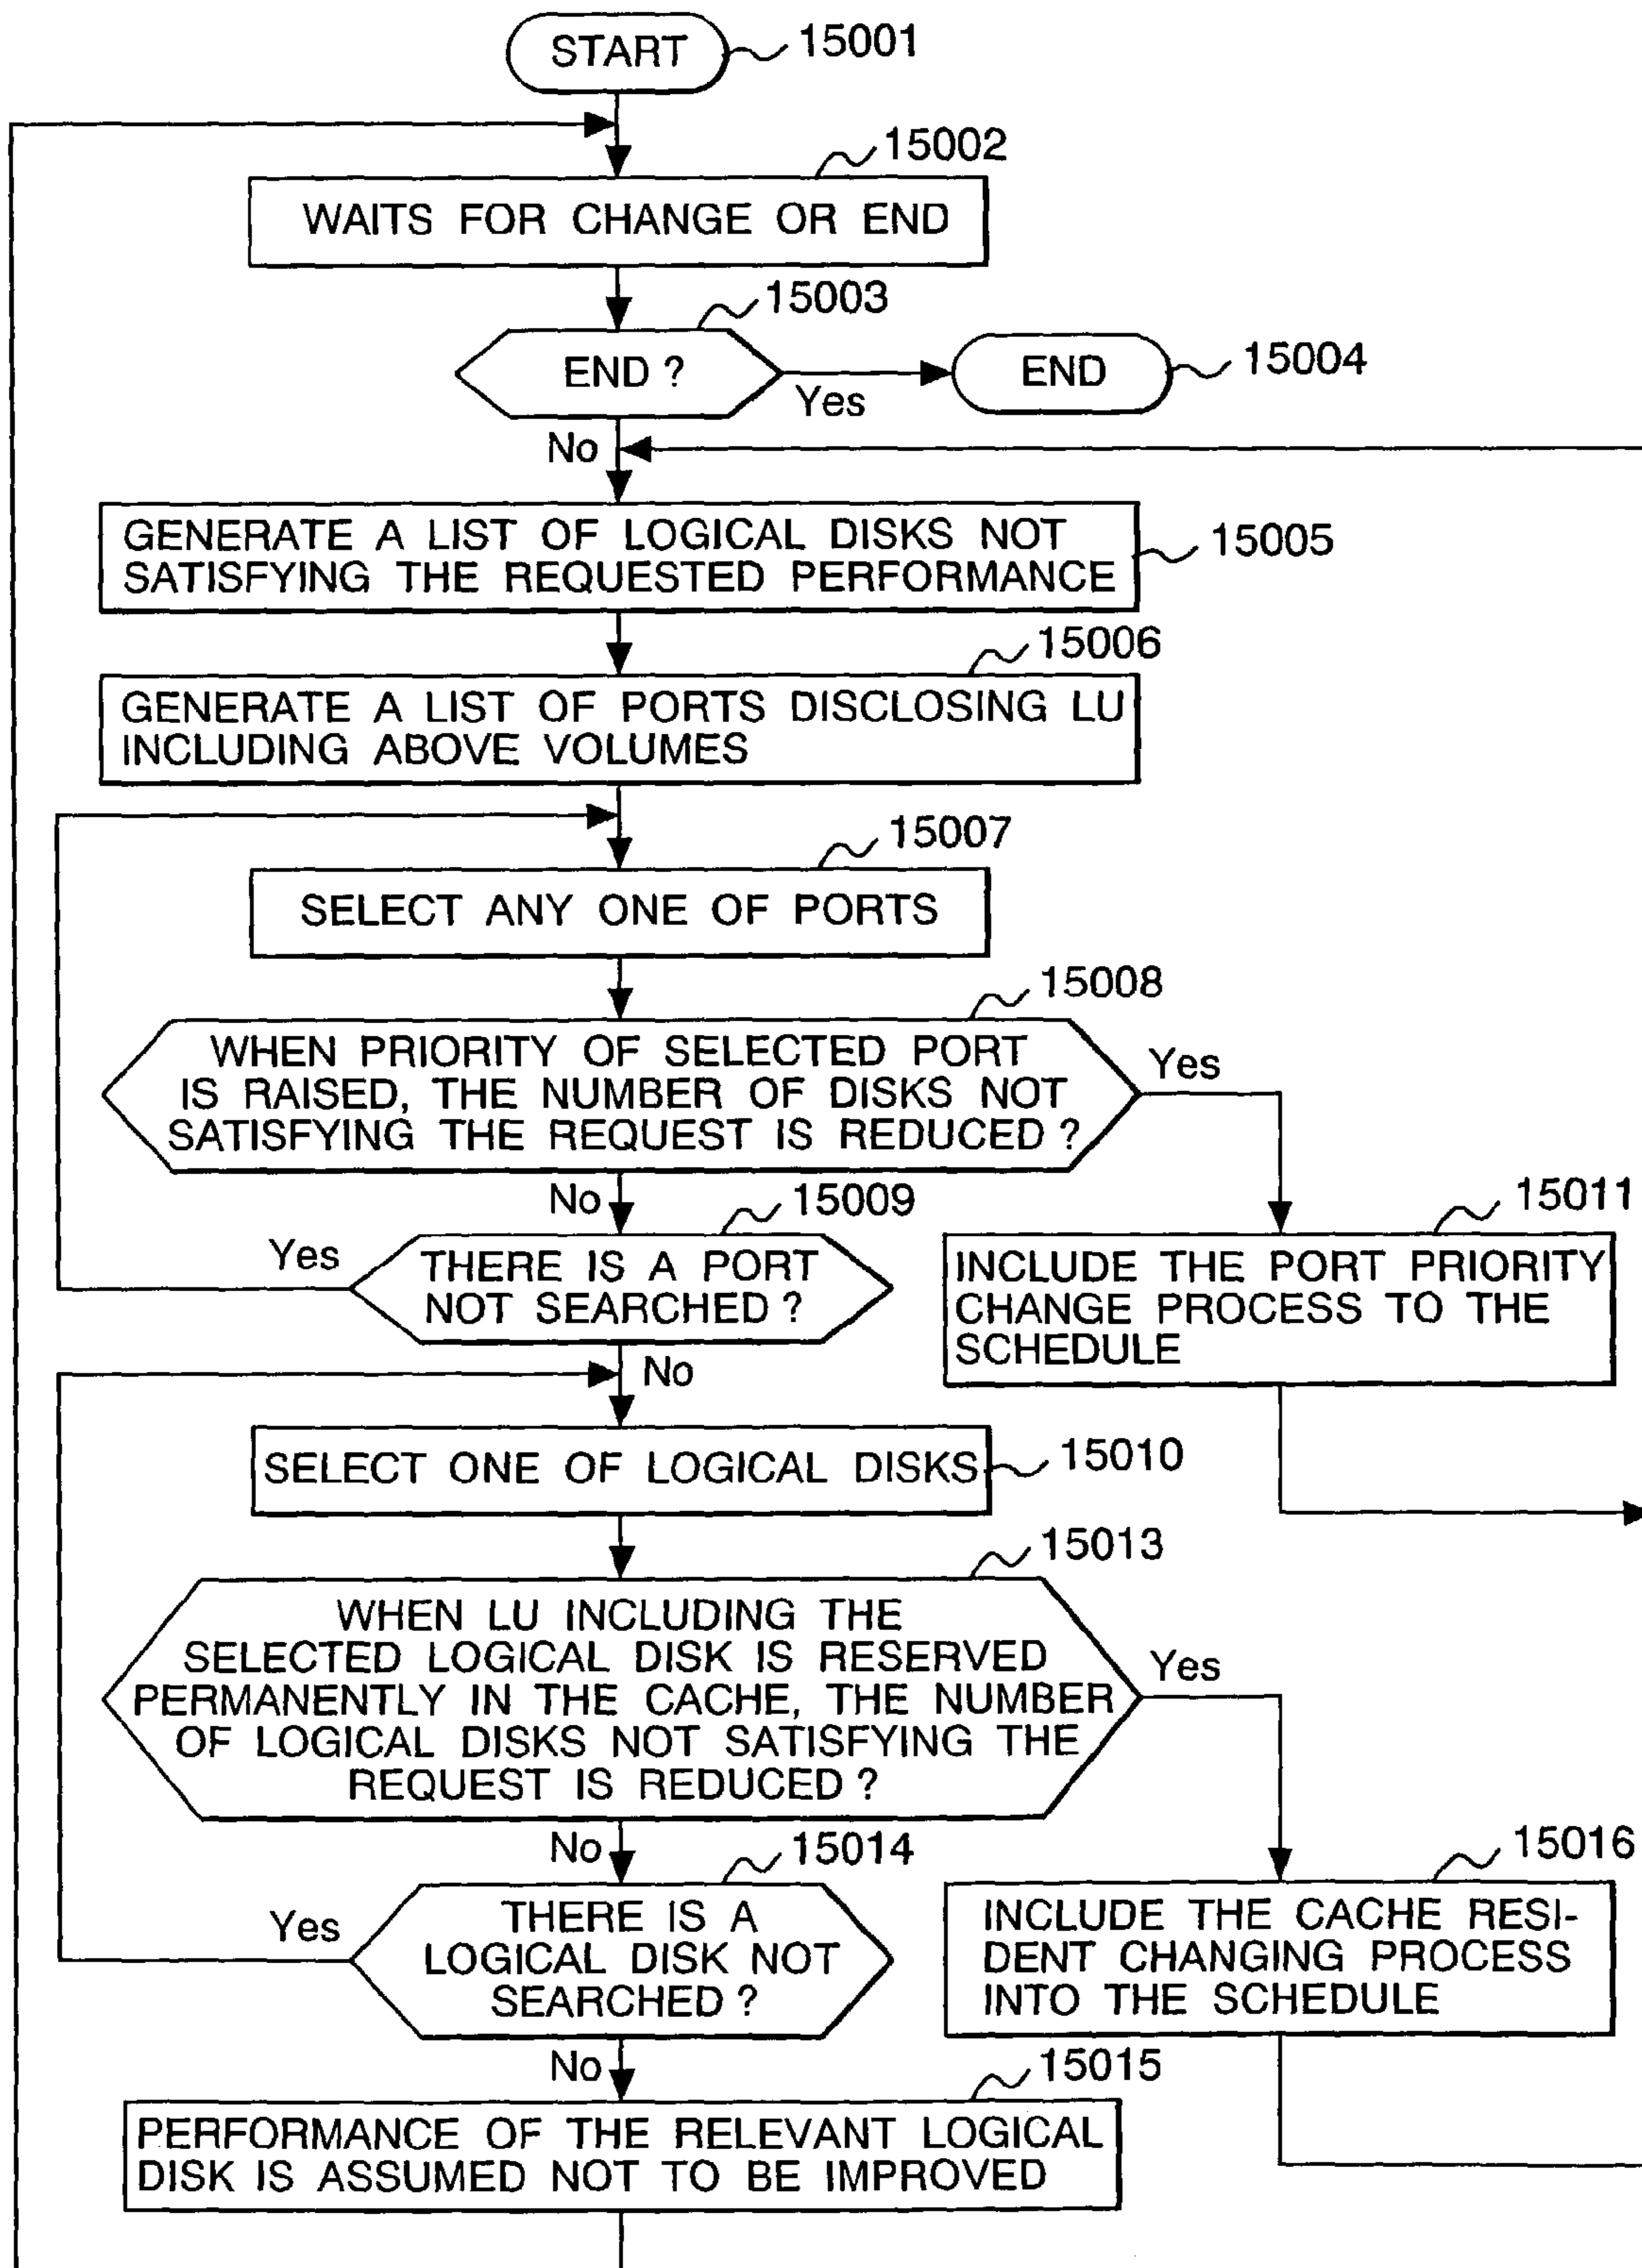 START
15001
15002
WAITS FOR CHANGE OR END
15003
END ?
Yes
END
15004
No
GENERATE A LIST OF LOGICAL DISKS NOT
SATISFYING THE REQUESTED PERFORMANCE
15005
15006
GENERATE A LIST OF PORTS DISCLOSING LU
INCLUDING ABOVE VOLUMES
15007
SELECT ANY ONE OF PORTS
15008
WHEN PRIORITY OF SELECTED PORT
IS RAISED, THE NUMBER OF DISKS NOT
SATISFYING THE REQUEST IS REDUCED ?
Yes
No
15009
Yes
THERE IS A PORT
NOT SEARCHED ?
15011
INCLUDE THE PORT PRIORITY
CHANGE PROCESS TO THE
SCHEDULE
No
SELECT ONE OF LOGICAL DISKS
15010
15013
WHEN LU INCLUDING THE
SELECTED LOGICAL DISK IS RESERVED
PERMANENTLY IN THE CACHE, THE NUMBER
OF LOGICAL DISKS NOT SATISFYING THE
REQUEST IS REDUCED ?
Yes
No
15014
Yes
THERE IS A
LOGICAL DISK NOT
SEARCHED ?
15016
INCLUDE THE CACHE RESI-
DENT CHANGING PROCESS
INTO THE SCHEDULE
No
15015
PERFORMANCE OF THE RELEVANT LOGICAL
DISK IS ASSUMED NOT TO BE IMPROVED